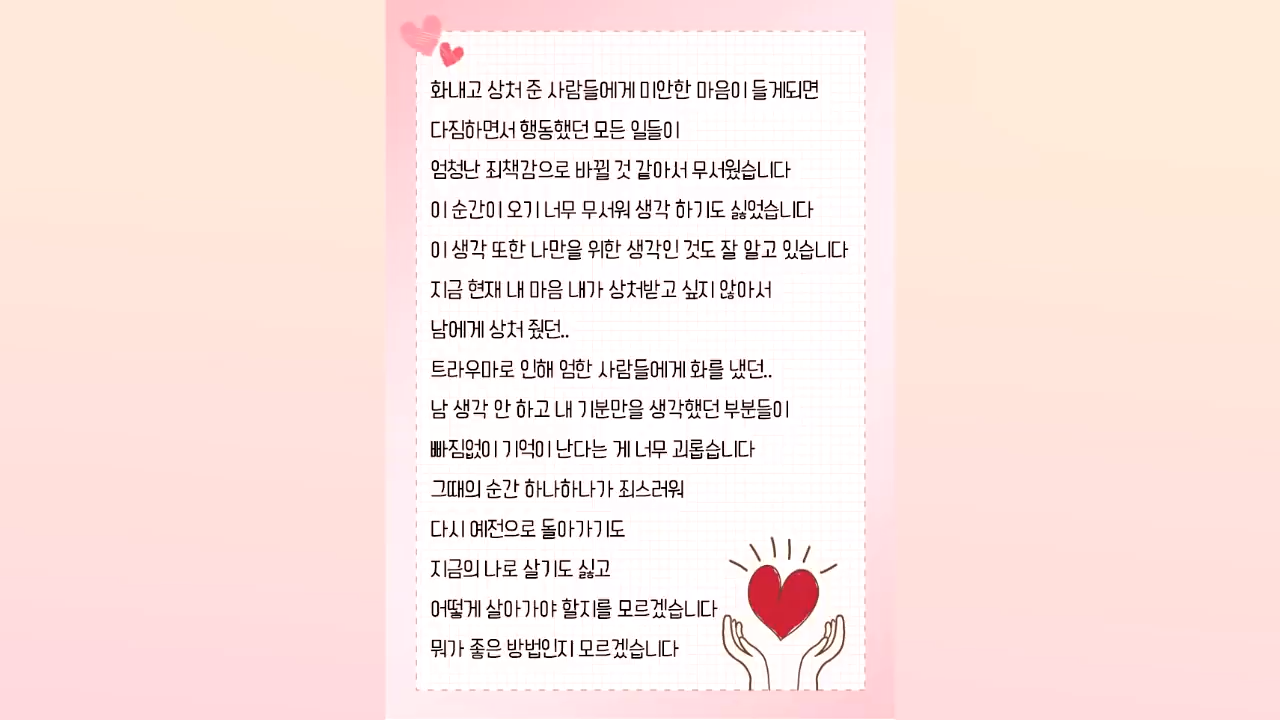 화내고 상처 준 사람들에게 미안한 마음이 들게되면
다짐하면서 행동했던 모든 일들이
엄청난 죄책감으로 바뀔 것 같아서 무서웠습니다
이 순간이 오기 너무 무서워 생각 하기도 싫었습니다
이 생각 또한 나만을 위한 생각인 것도 잘 알고 있습니다
지금 현재 내 마음 내가 상처받고 싶지 않아서
남에게 상처 줬던..
트라우마로 인해 엄한 사람들에게 화를 냈던..
남 생각 안 하고 내 기분만을 생각했던 부분들이
빠짐없이 기억이 난다는 게 너무 괴롭습니다
그때의 순간 하나하나가 죄스러워
다시 예전으로 돌아가기도
지금의 나로 살기도 싫고
어떻게 살아가야 할지를 모르겠습니다
뭐가 좋은 방법인지 모르겠습니다